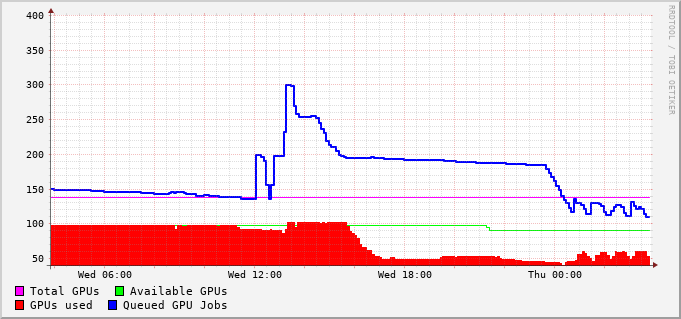 400
350
300
250
200
150
100
50
Wed 06:00 Wed 12:00 Wed 18:00 Thu 00:00
Total GPUs Available GPUs
GPUs used Queued GPU Jobs
RRDTOOL / TOBI OETIKER